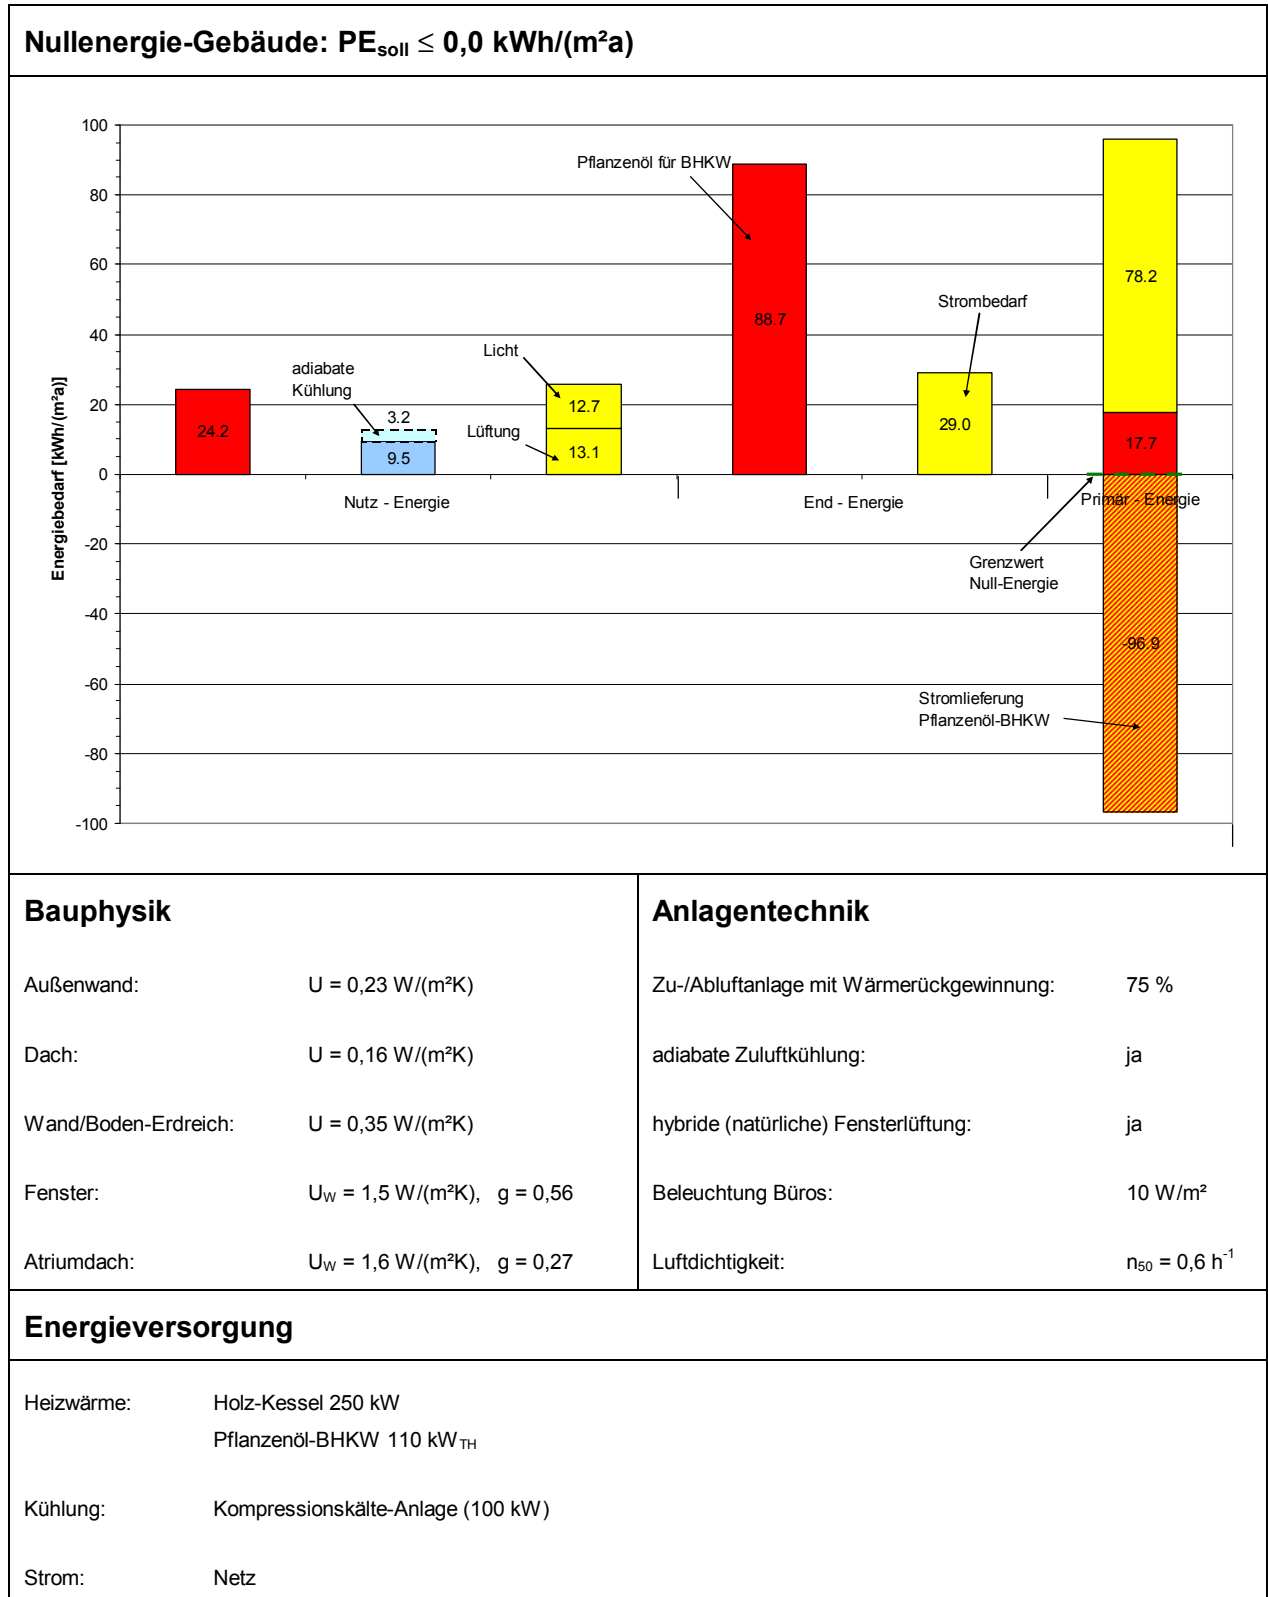 Nullenergie-Gebäude: PEsoll ≤ 0,0 kWh/(m²a)
Energiebedarf [kWh/(m²a)]
100
80
60
40
20
0
-20
-40
-60
-80
-100
24.2
adiabate
Kühlung
3.2
9.5
Licht
Lüftung
12.7
13.1
Pflanzenöl für BHKW
88.7
Strombedarf
29.0
78.2
17.7
-96.9
Nutz - Energie
End - Energie
Primär - Energie
Grenzwert
Null-Energie
Stromlieferung
Pflanzenöl-BHKW
Bauphysik
Außenwand: U = 0,23 W/(m²K)
Dach: U = 0,16 W/(m²K)
Wand/Boden-Erdreich: U = 0,35 W/(m²K)
Fenster: UW = 1,5 W/(m²K), g = 0,56
Atriumdach: UW = 1,6 W/(m²K), g = 0,27
Anlagentechnik
Zu-/Abluftanlage mit Wärmerückgewinnung: 75 %
adiabate Zuluftkühlung: ja
hybride (natürliche) Fensterlüftung: ja
Beleuchtung Büros: 10 W/m²
Luftdichtigkeit: n50 = 0,6 h-1
Energieversorgung
Heizwärme: Holz-Kessel 250 kW
Pflanzenöl-BHKW 110 kWTH
Kühlung: Kompressionskälte-Anlage (100 kW)
Strom: Netz